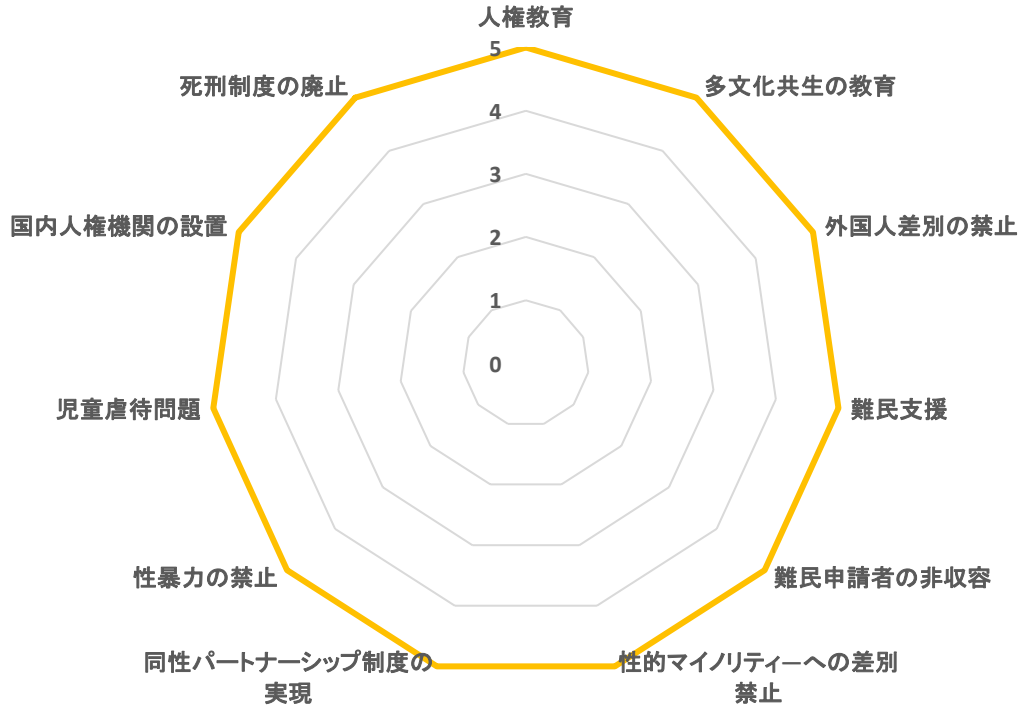 人権教育
5
死刑制度の廃止
多文化共生の教育
4
3
国内人権機関の設置
外国人差別の禁止
2
1
0
児童虐待問題
難民支援
性暴力の禁止
難民申請者の非収容
同性パートナーシップ制度の
実現
性的マイノリティーへの差別
禁止